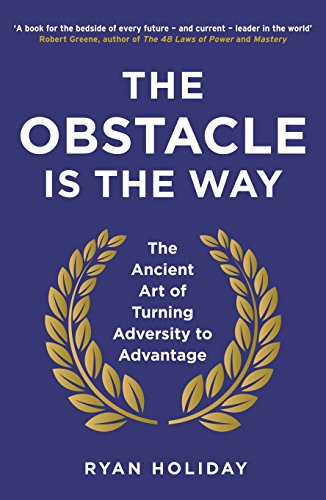 ‘A book for the bedside of every future – and current – leader in the world’
Robert Greene, author of The 48 Laws of Power and Mastery
THE
OBSTACLE
IS THE WAY
The
Ancient
Art of
Turning
Adversity to
Advantage
RYAN HOLIDAY